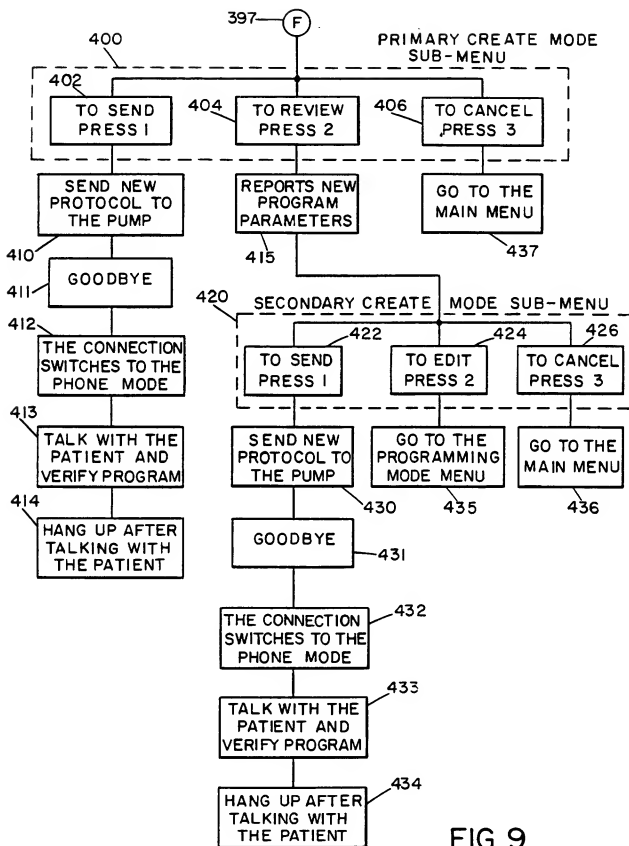 397
F
400
PRIMARY CREATE MODE
SUB-MENU
402
TO SEND
PRESS 1
404
TO REVIEW
PRESS 2
406
TO CANCEL
PRESS 3
SEND NEW
PROTOCOL TO
THE PUMP
410
REPORTS NEW
PROGRAM
PARAMETERS
415
GO TO THE
MAIN MENU
437
GOODBYE
411
412
THE CONNECTION
SWITCHES TO THE
PHONE MODE
413
TALK WITH THE
PATIENT AND
VERIFY PROGRAM
414
HANG UP AFTER
TALKING WITH
THE PATIENT
420
SECONDARY CREATE MODE SUB-MENU
422
TO SEND
PRESS 1
424
TO EDIT
PRESS 2
426
TO CANCEL
PRESS 3
SEND NEW
PROTOCOL TO
THE PUMP
430
GO TO THE
PROGRAMMING
MODE MENU
435
GO TO THE
MAIN MENU
436
GOODBYE
431
THE CONNECTION
SWITCHES TO THE
PHONE MODE
432
TALK WITH THE
PATIENT AND
VERIFY PROGRAM
433
HANG UP AFTER
TALKING WITH
THE PATIENT
434
FIG. 9